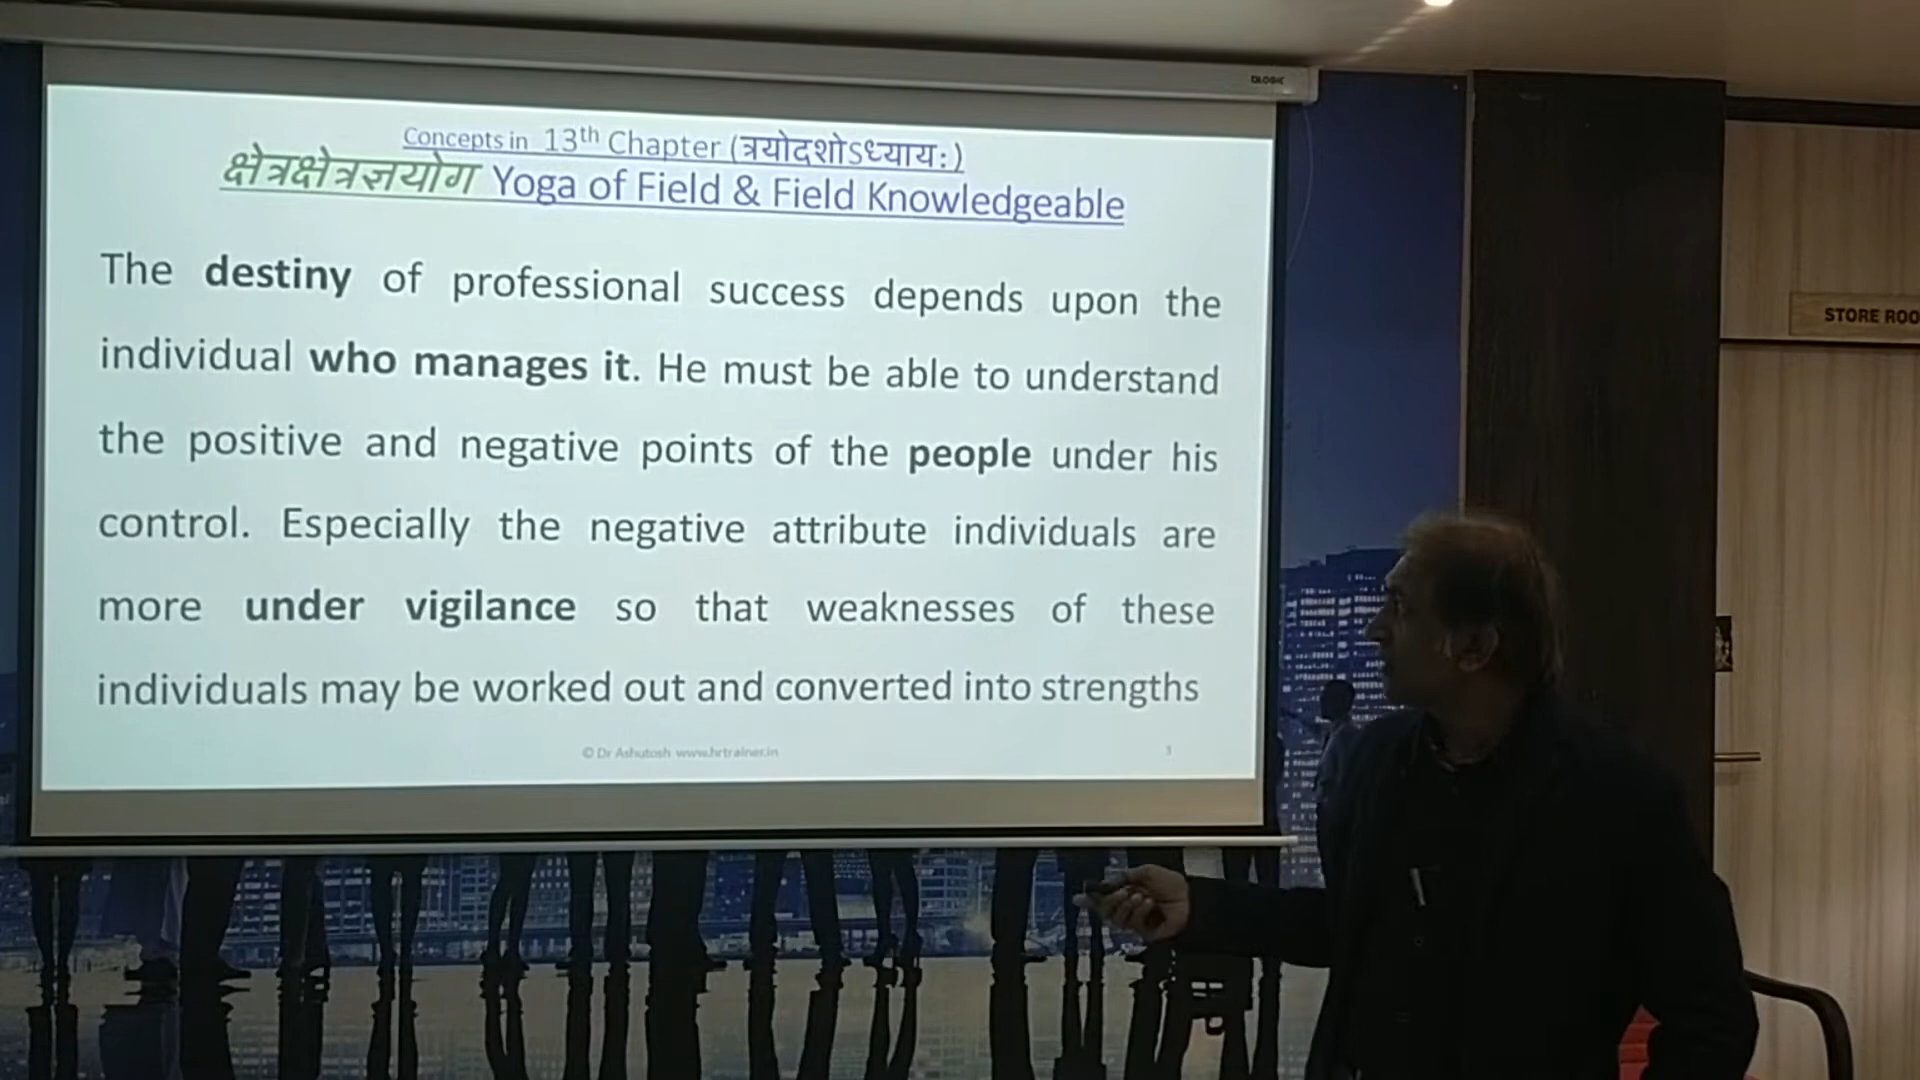 DLOGIC
Concepts in 13th Chapter (त्रयोदशोऽध्यायः)
क्षेत्रक्षेत्रज्ञयोग Yoga of Field & Field Knowledgeable
The destiny of professional success depends upon the
individual who manages it. He must be able to understand
the positive and negative points of the people under his
control. Especially the negative attribute individuals are
more under vigilance so that weaknesses of these
individuals may be worked out and converted into strengths
© Dr Ashutosh www.hrtrainer.in 3
STORE ROO